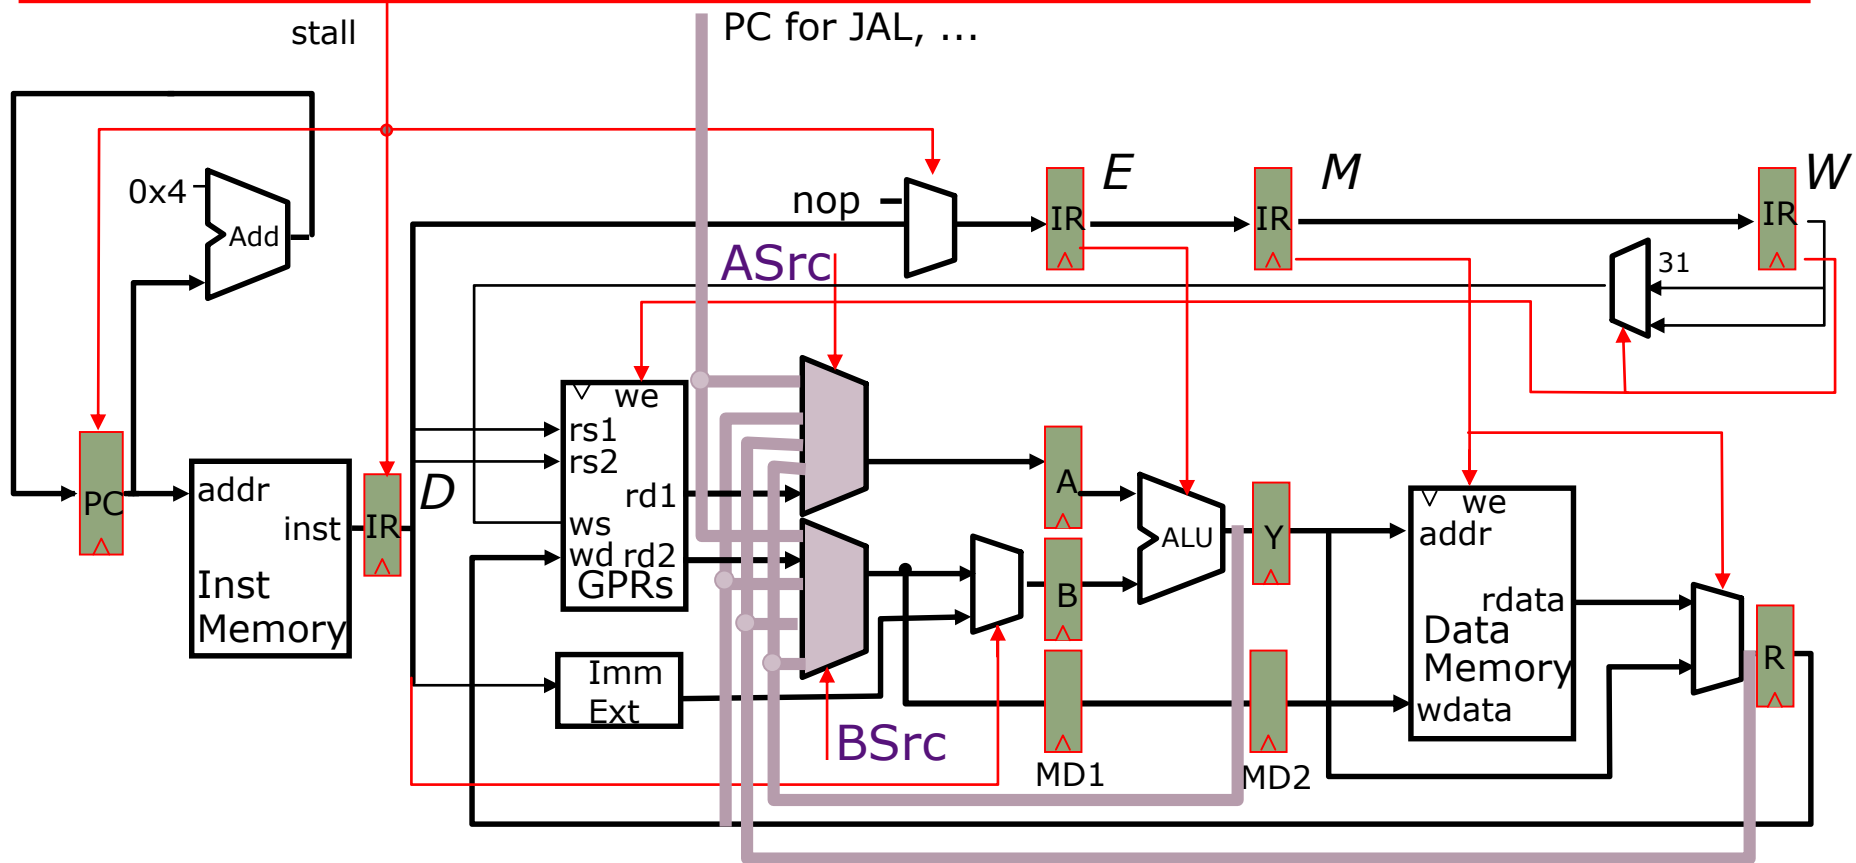 stall
PC for JAL, ...
0x4
Add
nop
E
M
W
IR
IR
IR
ASrc
31
we
rs1
rs2
rd1
ws
wd rd2
GPRs
PC
addr
inst
Inst
Memory
IR
D
A
B
ALU
Y
we
addr
rdata
Data
Memory
wdata
R
Imm
Ext
BSrc
MD1
MD2